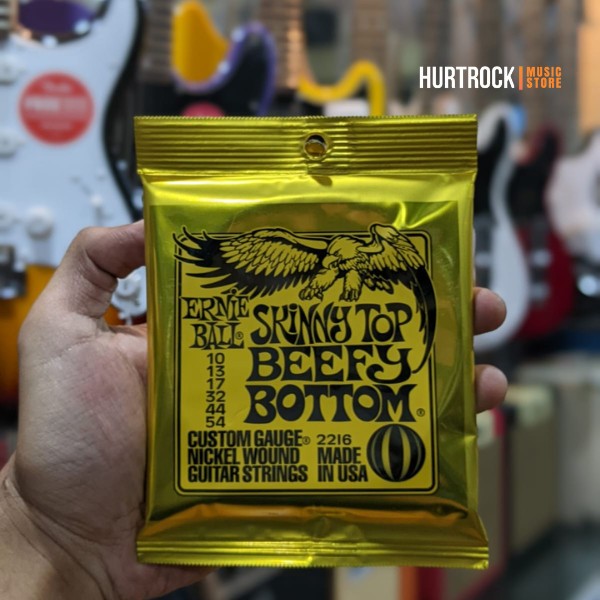 HURTROCK MUSIC STORE
ERNIE BALL®
SKINNY TOP
BEEFY
BOTTOM®
10
13
17
32
44
54
CUSTOM GAUGE®
NICKEL WOUND
GUITAR STRINGS
2216
MADE
IN USA